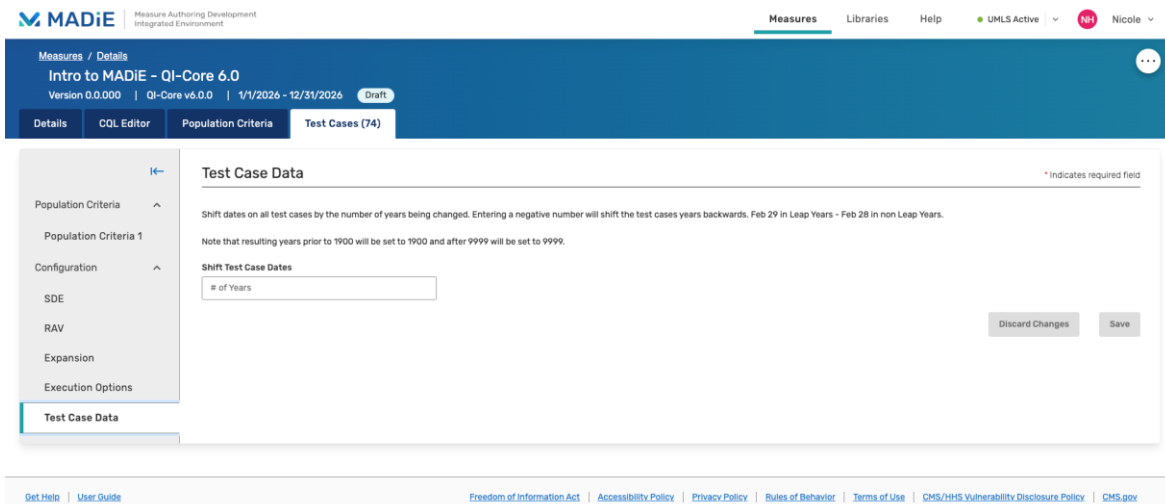 MADiE
Measure Authoring Development
Integrated Environment
Measures
Libraries
Help
UMLS Active
NH
Nicole
Measures / Details
Intro to MADiE - QI-Core 6.0
Version 0.0.000 | QI-Core v6.0.0 | 1/1/2026 - 12/31/2026 Draft
Details
CQL Editor
Population Criteria
Test Cases (74)
Population Criteria
Population Criteria 1
Configuration
SDE
RAV
Expansion
Execution Options
Test Case Data
Test Case Data
* Indicates required field
Shift dates on all test cases by the number of years being changed. Entering a negative number will shift the test cases years backwards. Feb 29 in Leap Years - Feb 28 in non Leap Years.
Note that resulting years prior to 1900 will be set to 1900 and after 9999 will be set to 9999.
Shift Test Case Dates
# of Years
Discard Changes
Save
Get Help | User Guide
Freedom of Information Act | Accessibility Policy | Privacy Policy | Rules of Behavior | Terms of Use | CMS/HHS Vulnerability Disclosure Policy | CMS.gov